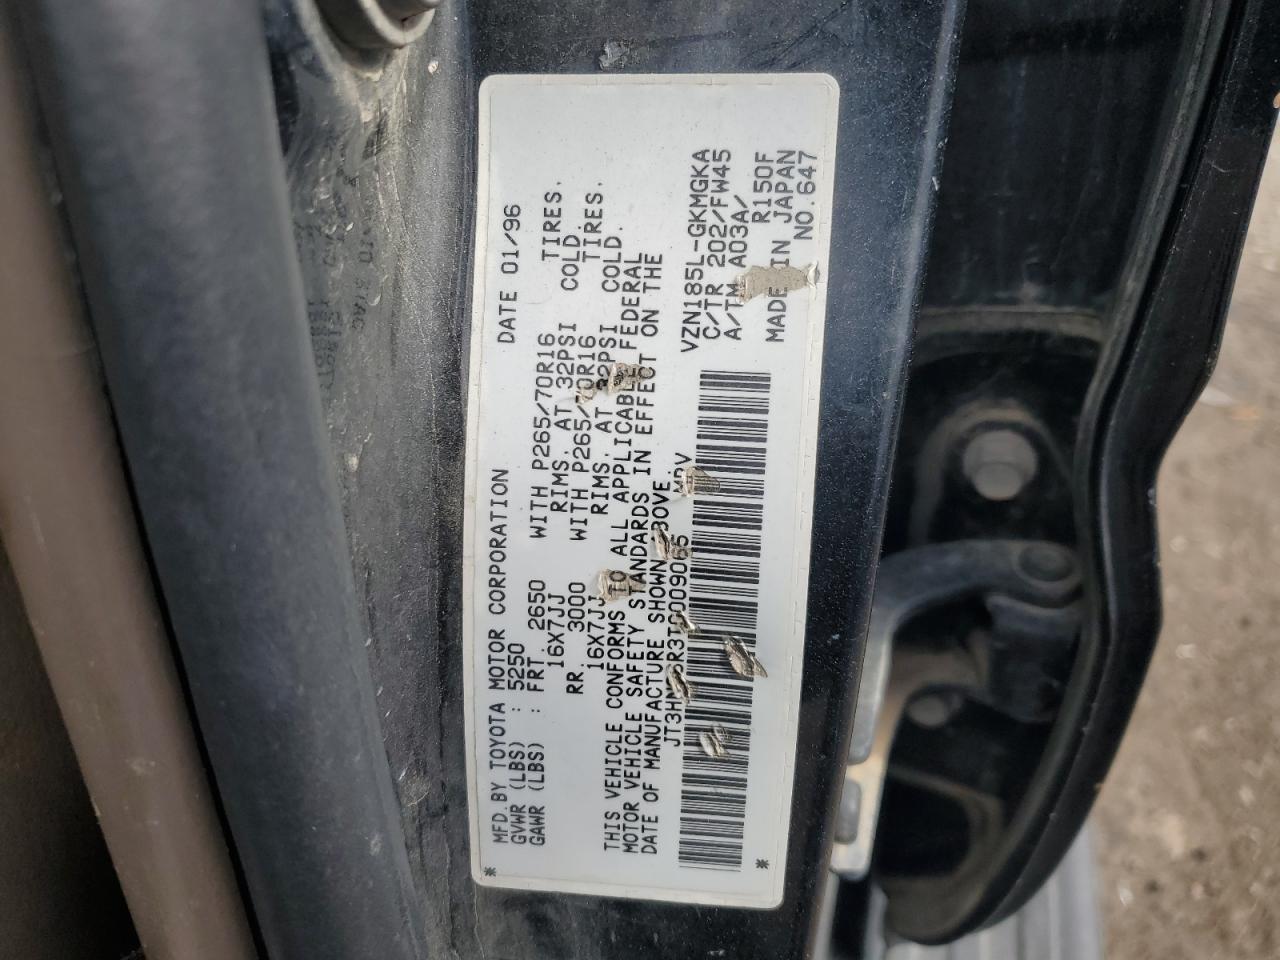 MFD. BY TOYOTA MOTOR CORPORATION DATE 01/96
GVWR (LBS) : 5250
GAWR (LBS) : FRT. 2650 WITH P265/70R16 TIRES.
16X7JJ RIMS. AT 32PSI COLD.
RR. 3000 WITH P265/70R16 TIRES.
16X7JJ RIMS. AT 32PSI COLD.
THIS VEHICLE CONFORMS TO ALL APPLICABLE FEDERAL
MOTOR VEHICLE SAFETY STANDARDS IN EFFECT ON THE
DATE OF MANUFACTURE SHOWN ABOVE.
MPV
VZN185L-GKMGKA
C/TR 202/FW45
A/TM A03A/ R150F
MADE IN JAPAN
NO.647